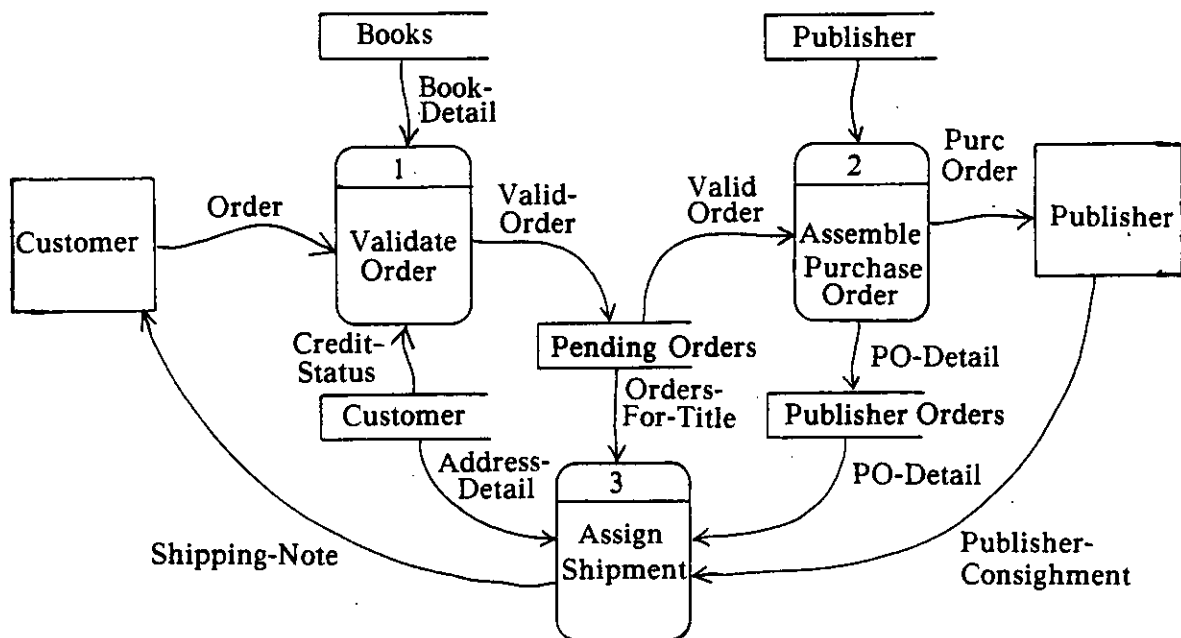 Books
Publisher
Book-
Detail
1
2
Purc
Order
Order
Valid-
Order
Valid
Order
Customer
Validate
Order
Assemble
Purchase
Order
Publisher
Credit-
Status
Pending Orders
PO-Detail
Customer
Orders-
For-Title
Publisher Orders
Address-
Detail
3
PO-Detail
Assign
Shipment
Shipping-Note
Publisher-
Consighment